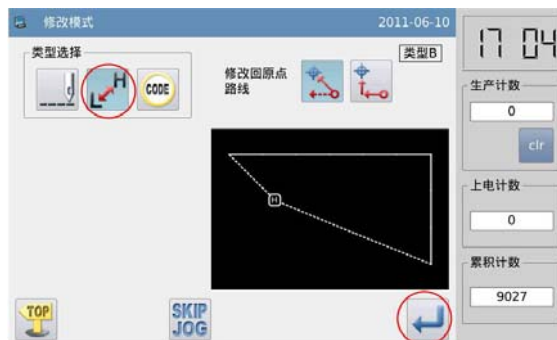 修改模式
2011-06-10
17 04
类型选择
类型B
L H
CODE
修改回原点
路线
生产计数
0
clr
上电计数
0
H
累积计数
9027
TOP
SKIP
JOG